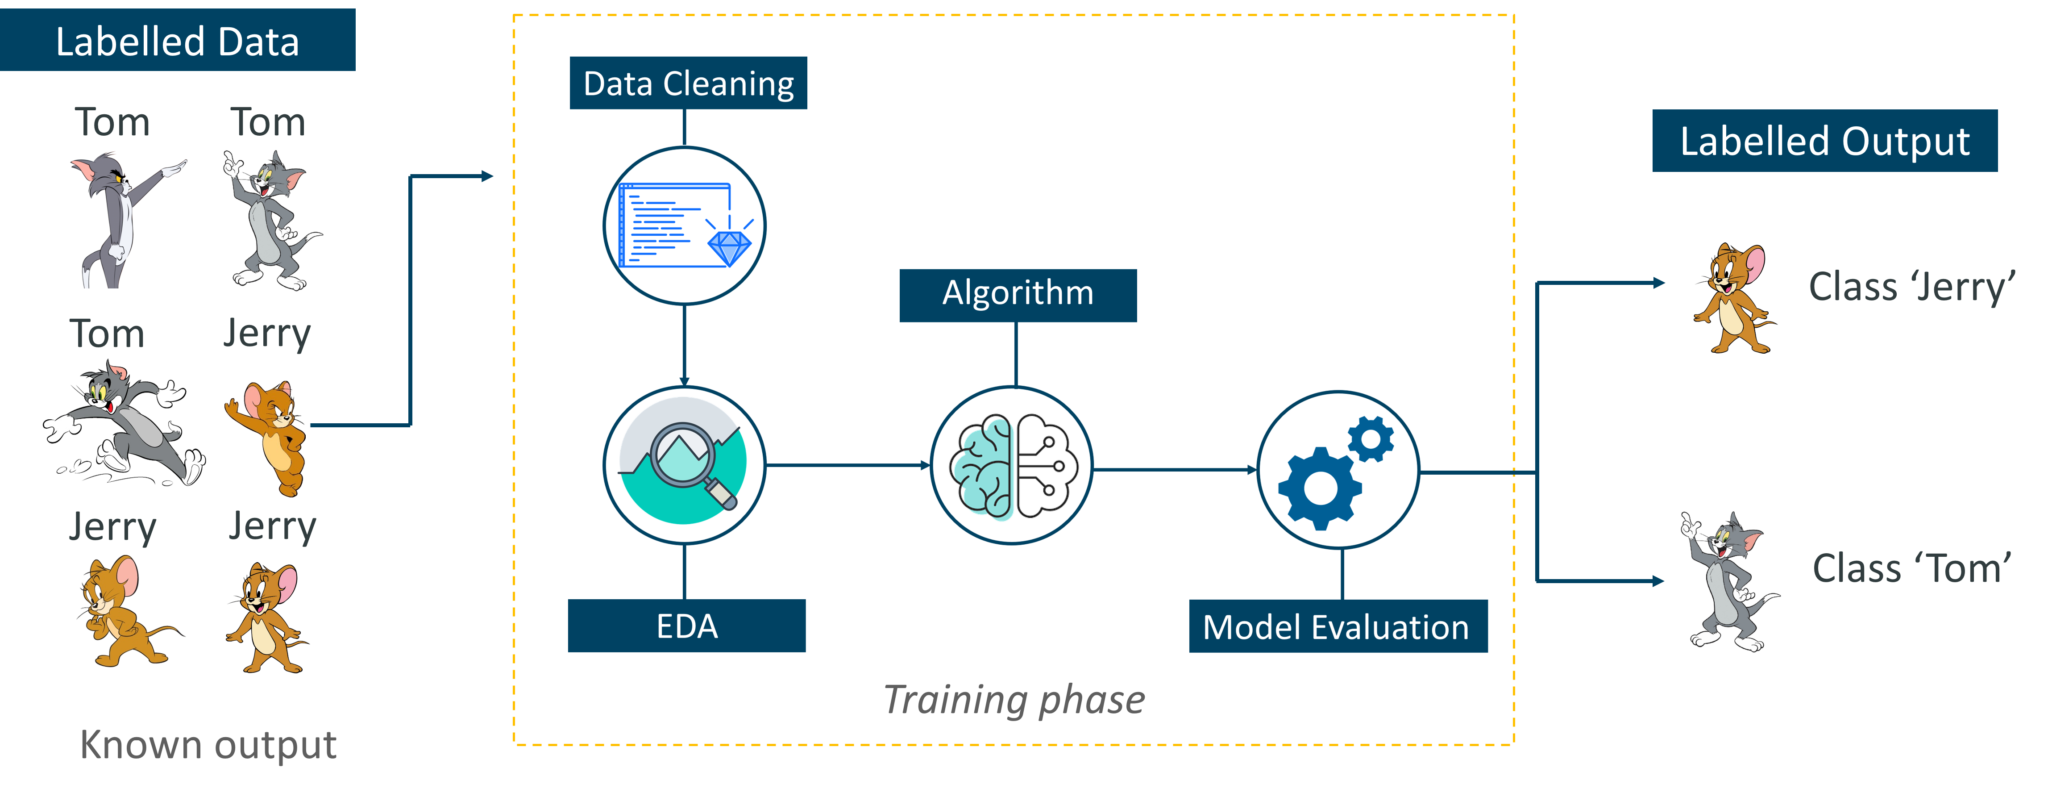 Labelled Data
Tom
Tom
Tom
Jerry
Jerry
Jerry
Known output
Data Cleaning
EDA
Algorithm
Model Evaluation
Training phase
Labelled Output
Class ‘Jerry’
Class ‘Tom’